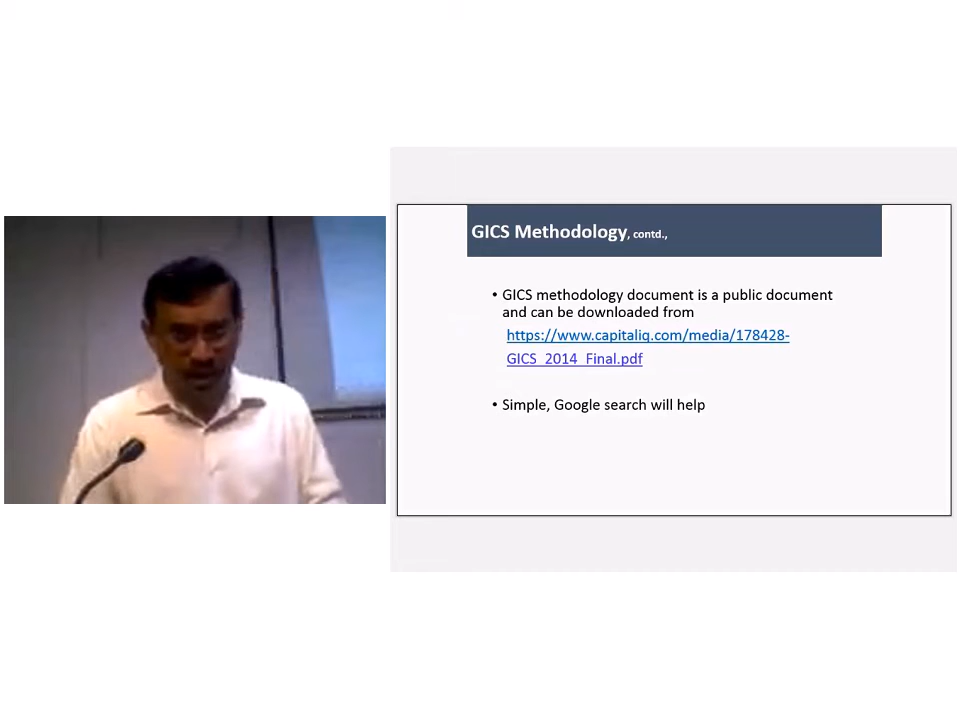 GICS Methodology, contd.,
• GICS methodology document is a public document
and can be downloaded from
https://www.capitaliq.com/media/178428-
GICS_2014_Final.pdf
• Simple, Google search will help